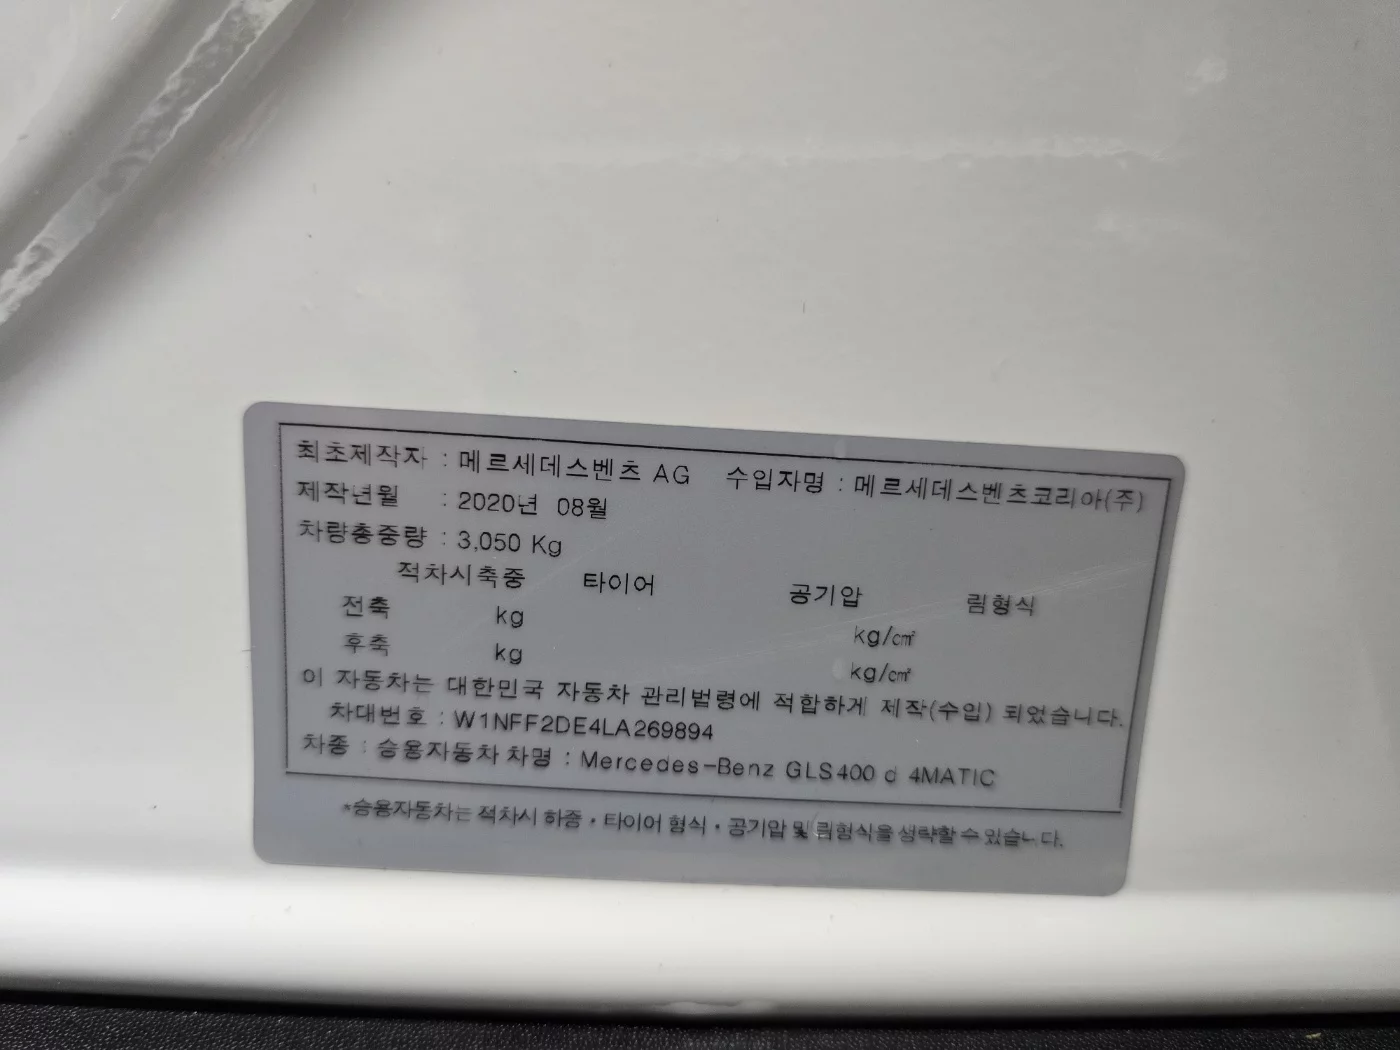 최초제작자 : 메르세데스벤츠 AG 수입자명 : 메르세데스벤츠코리아(주)
제작년월 : 2020년 08월
차량총중량 : 3,050 Kg
적차시축중 타이어 공기압 림형식
전축 kg kg/㎠
후축 kg kg/㎠
이 자동차는 대한민국 자동차 관리법령에 적합하게 제작(수입) 되었습니다.
차대번호 : W1NFF2DE4LA269894
차종 : 승용자동차 차명 : Mercedes-Benz GLS400 d 4MATIC
*승용자동차는 적차시 하중・타이어 형식・공기압 및 림형식을 생략할 수 있습니다.